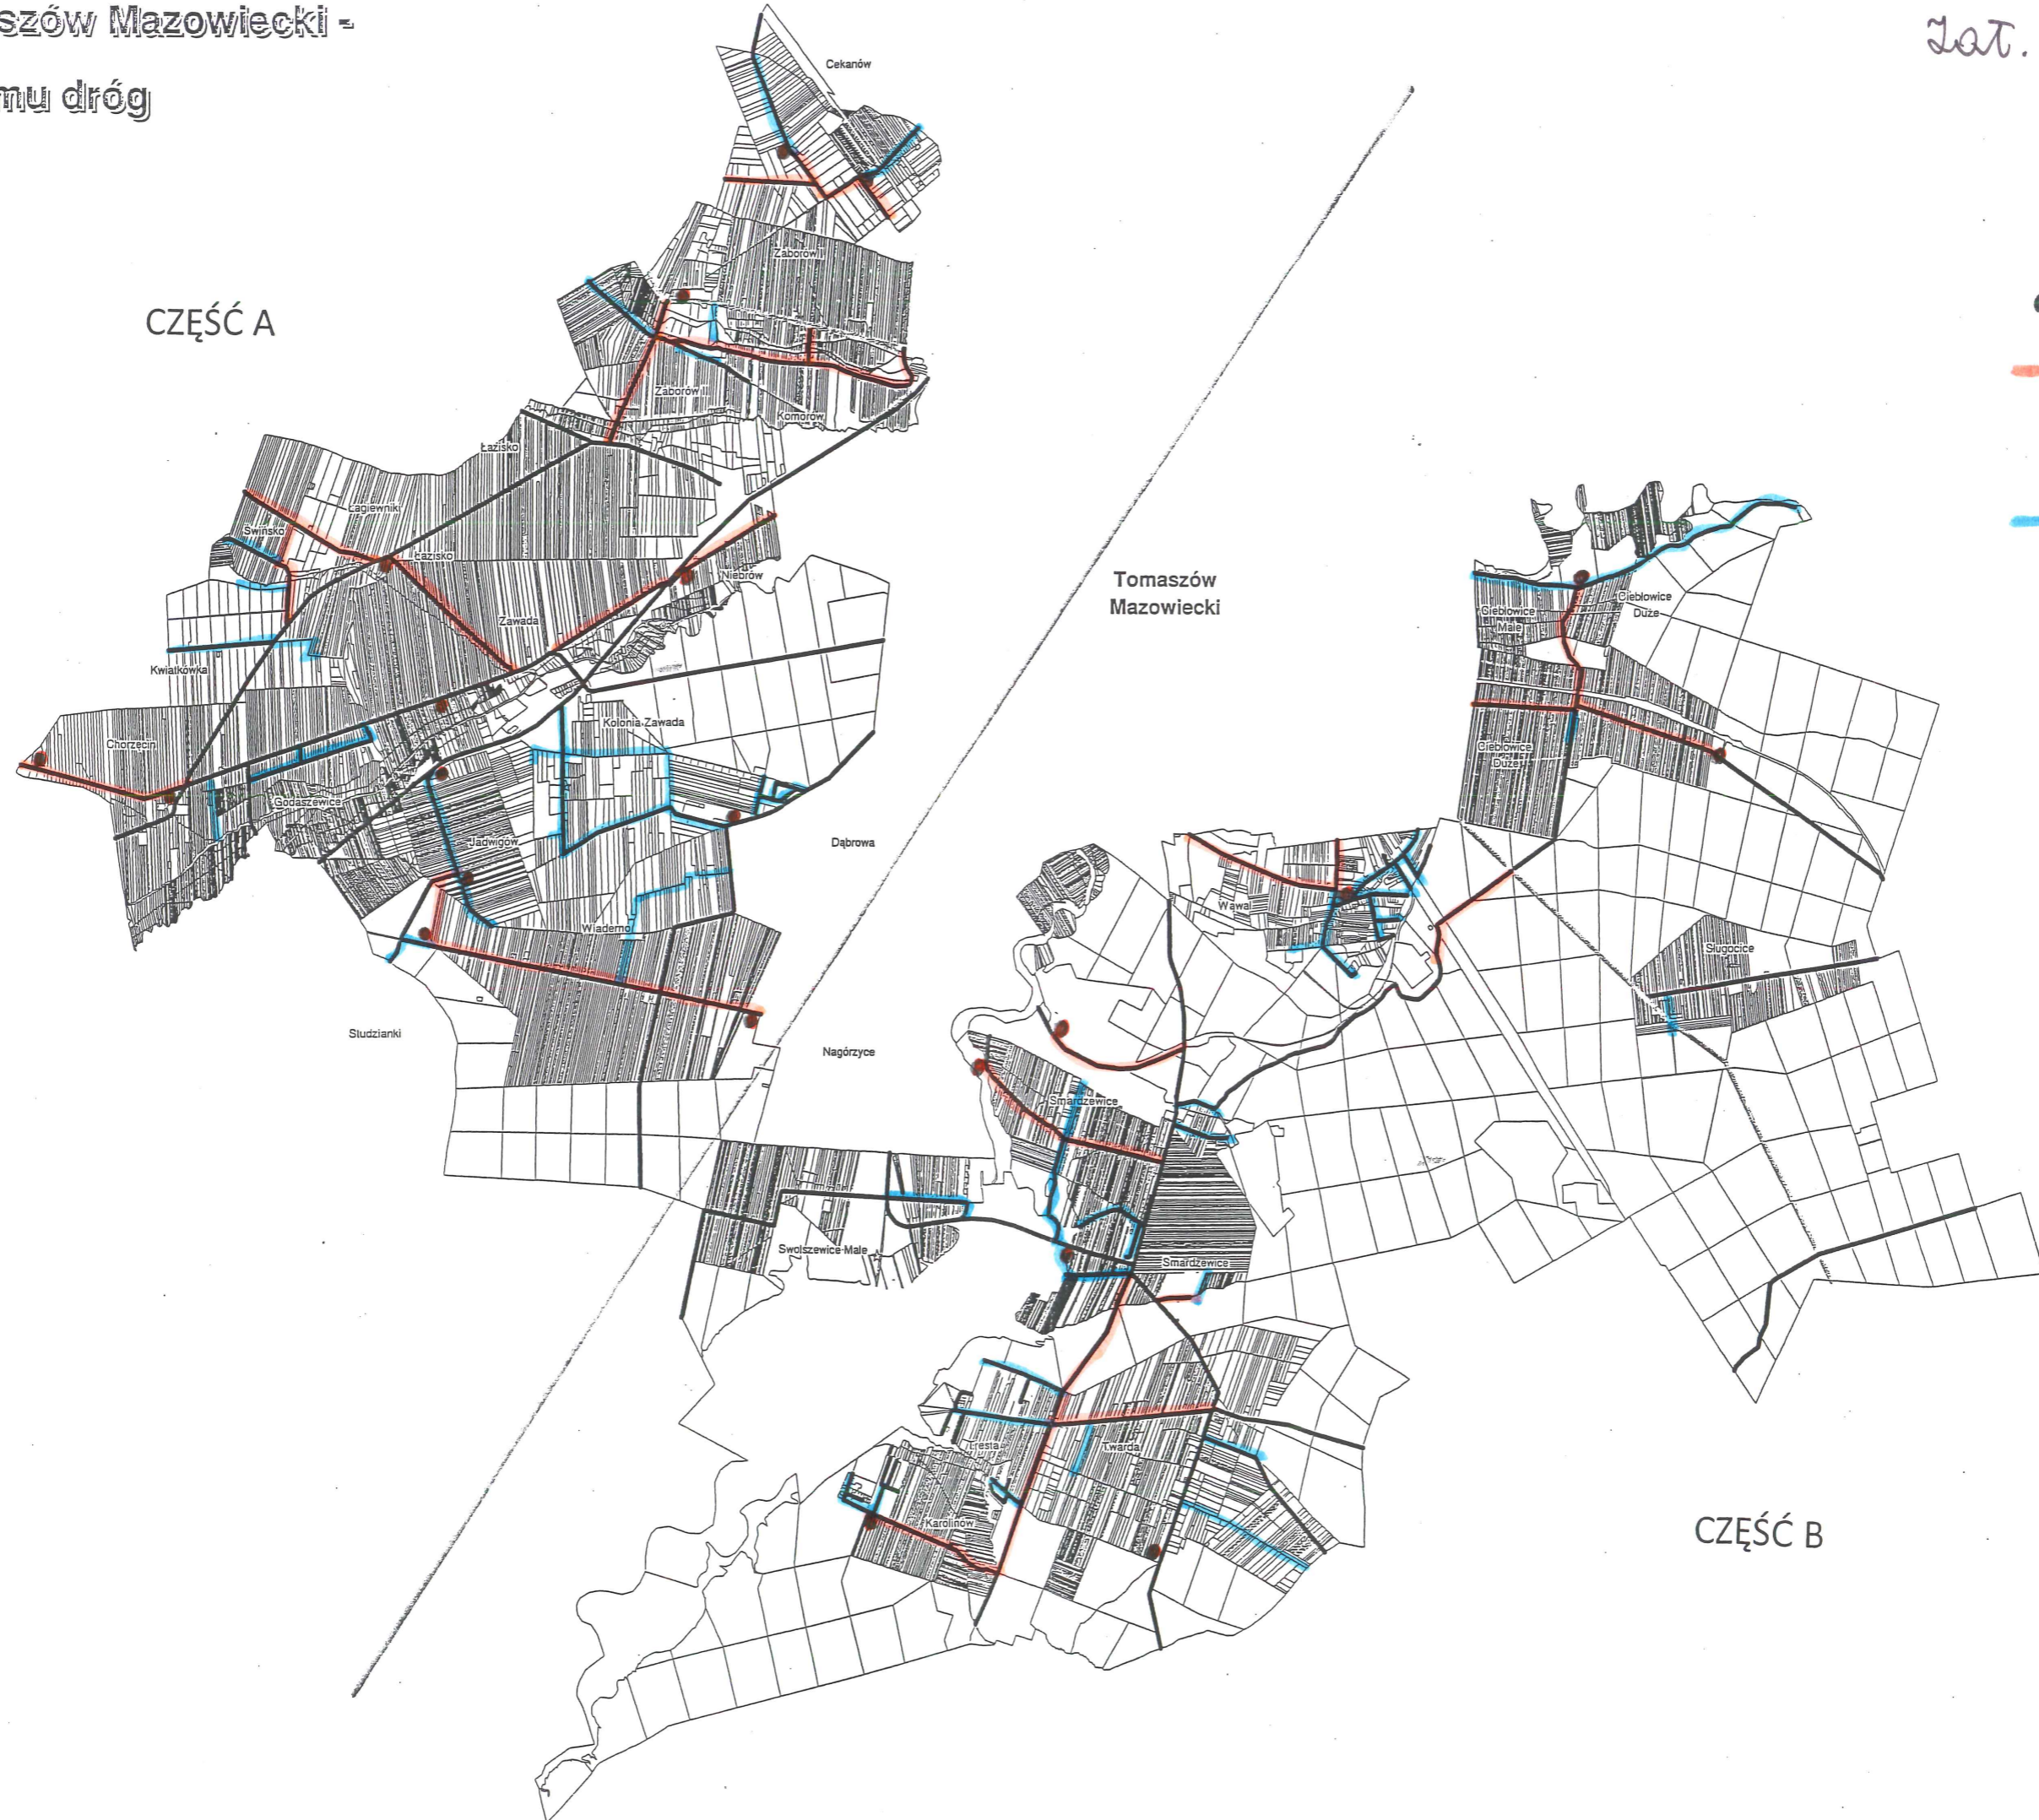 szów Mazowiecki -
mu dróg
Zał.
Cekanów
Zaborów I
CZĘŚĆ A
Zaborów II
Komorów
Łazisko
Łagiewniki
Świńsko
Łazisko
Niebrów
Tomaszów
Mazowiecki
Ciebłowice
Małe
Ciebłowice
Duże
Zawada
Kwiatkówka
Kolonia Zawada
Chorzęcin
Ciebłowice
Duże
Godaszewice
Jadwigów
Dąbrowa
Wąwał
Wiaderno
Sługocice
Studzianki
Nagórzyce
Smardzewice
Swolszewice Małe
Smardzewice
Tresta
Twarda
Karolinów
CZĘŚĆ B